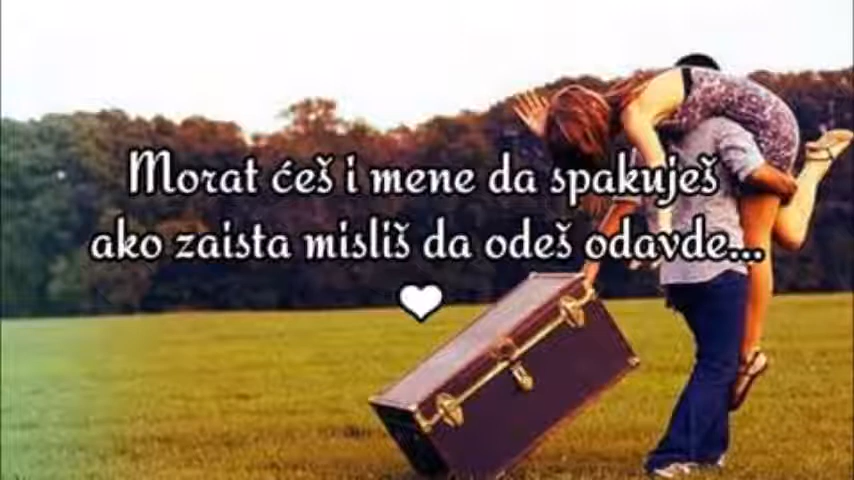 Morat ćeš i mene da spakuješ
ako zaista misliš da odeš odavde...